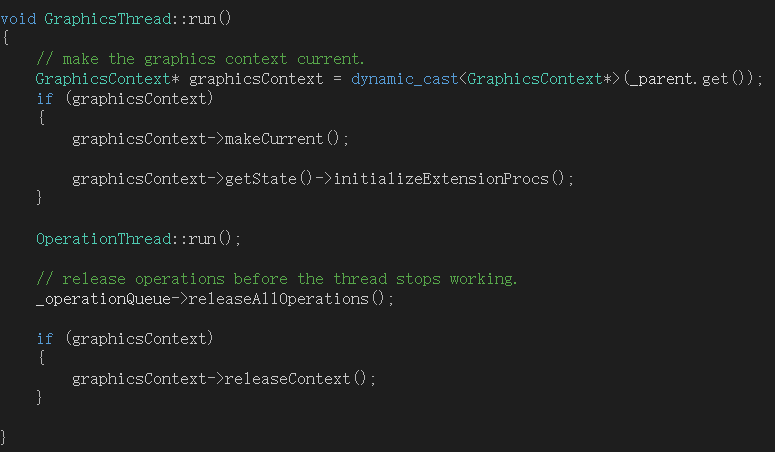 void GraphicsThread::run()
{
    // make the graphics context current.
    GraphicsContext* graphicsContext = dynamic_cast<GraphicsContext*>(_parent.get());
    if (graphicsContext)
    {
        graphicsContext->makeCurrent();

        graphicsContext->getState()->initializeExtensionProcs();
    }

    OperationThread::run();

    // release operations before the thread stops working.
    _operationQueue->releaseAllOperations();

    if (graphicsContext)
    {
        graphicsContext->releaseContext();
    }

}